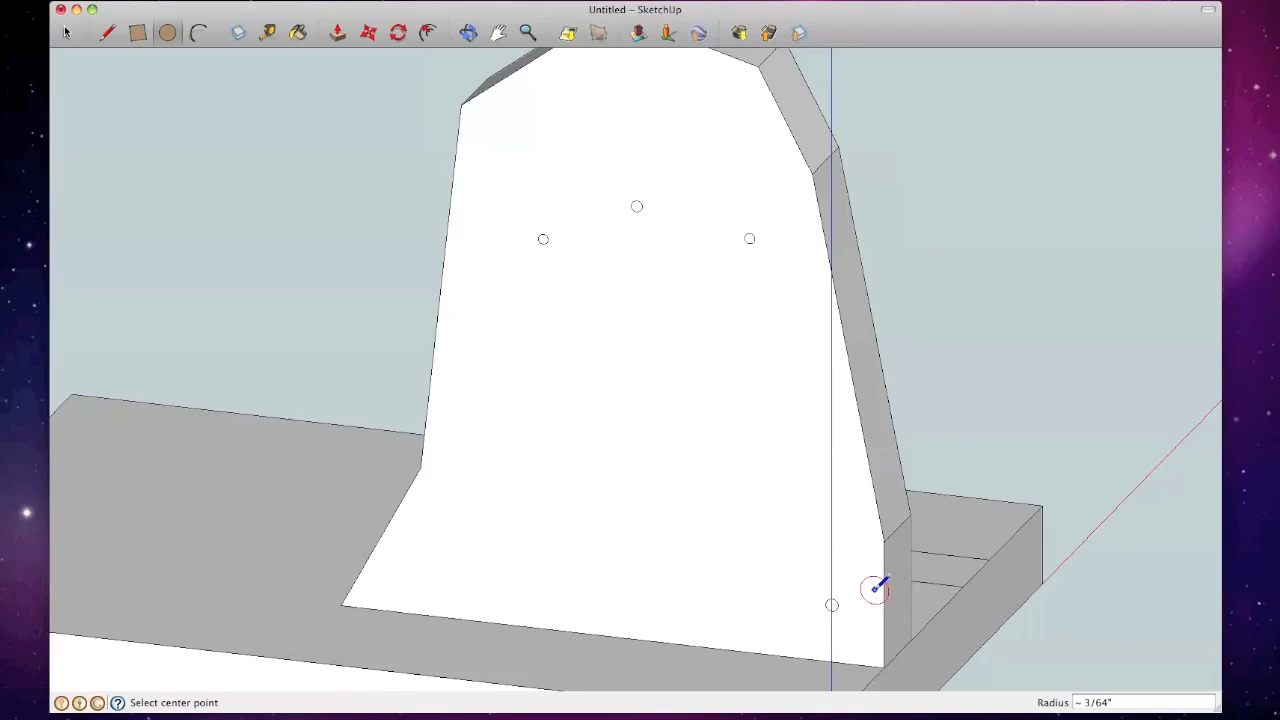 Untitled – SketchUp
Select center point
Radius ~ 3/64"